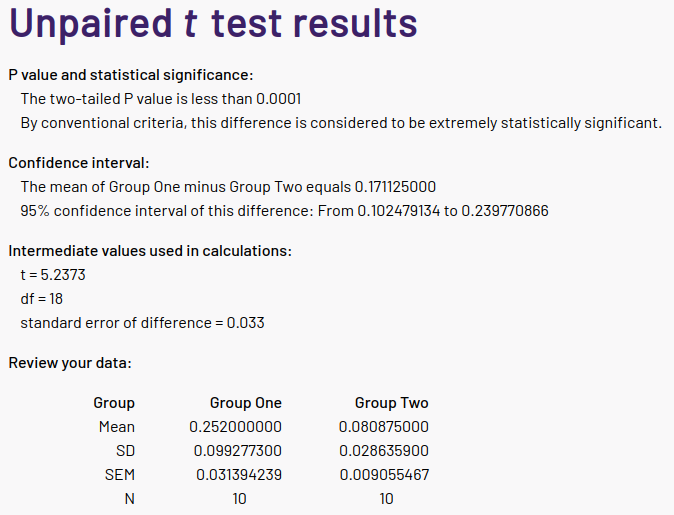 Unpaired t test results
P value and statistical significance:
The two-tailed P value is less than 0.0001
By conventional criteria, this difference is considered to be extremely statistically significant.
Confidence interval:
The mean of Group One minus Group Two equals 0.171125000
95% confidence interval of this difference: From 0.102479134 to 0.239770866
Intermediate values used in calculations:
t = 5.2373
df = 18
standard error of difference = 0.033
Review your data:
Group Group One Group Two
Mean 0.252000000 0.080875000
SD 0.099277300 0.028635900
SEM 0.031394239 0.009055467
N 10 10